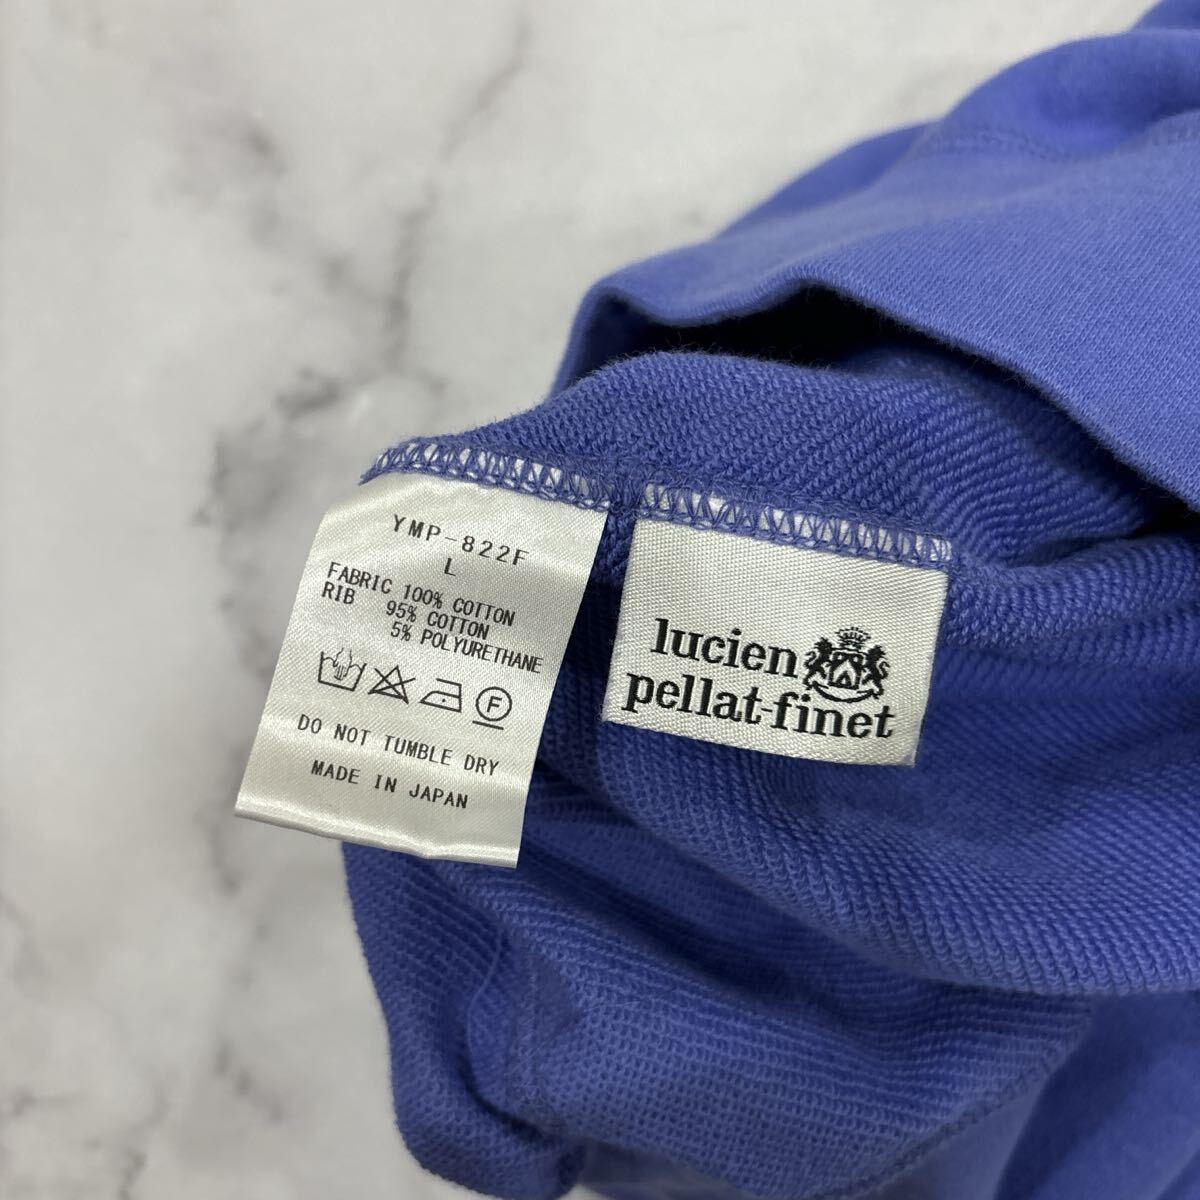 YMP-822F
L
FABRIC 100% COTTON
RIB 95% COTTON
5% POLYURETHANE
F
DO NOT TUMBLE DRY
MADE IN JAPAN
lucien
pellat-finet